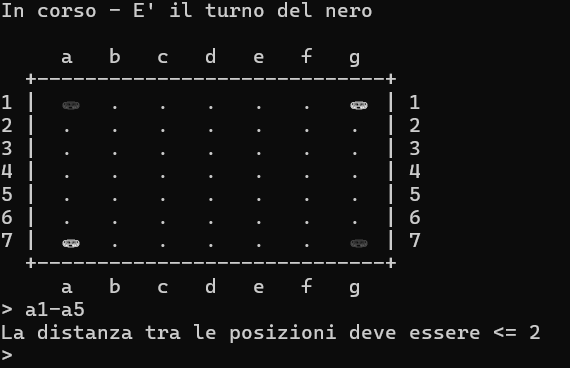 In corso - E' il turno del nero
a b c d e f g
+-----------------------------+
1 | ⛂ . . . . . ⛂ | 1
2 | . . . . . . . | 2
3 | . . . . . . . | 3
4 | . . . . . . . | 4
5 | . . . . . . . | 5
6 | . . . . . . . | 6
7 | ⛂ . . . . . ⛂ | 7
+-----------------------------+
a b c d e f g
> a1-a5
La distanza tra le posizioni deve essere <= 2
>